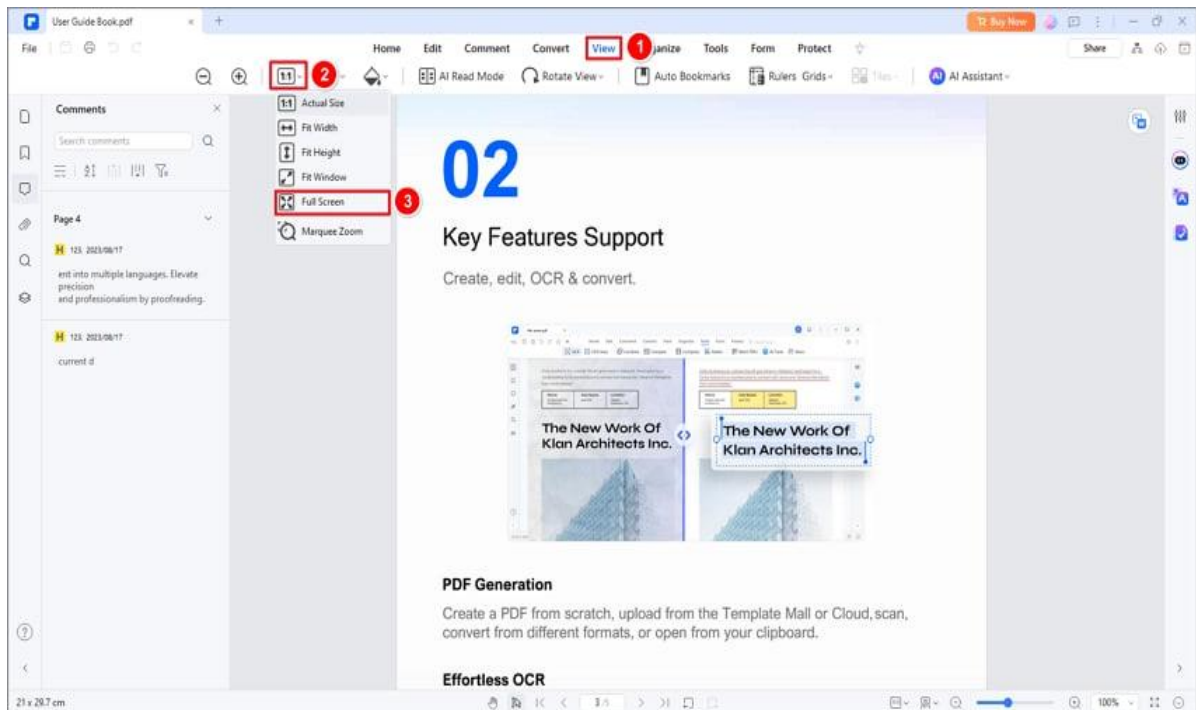 User Guide Book.pdf
Buy Now
File
Home Edit Comment Convert View 1 ganize Tools Form Protect
Share
1:1 2
AI Read Mode Rotate View Auto Bookmarks Rulers Grids Tiles AI AI Assistant
Comments
Search comments
Page 4
H 123 2023/08/17
ent into multiple languages. Elevate
precision
and professionalism by proofreading.
H 123 2023/08/17
current d
1:1 Actual Size
Fit Width
Fit Height
Fit Window
Full Screen 3
Marquee Zoom
02
Key Features Support
Create, edit, OCR & convert.
The New Work Of
Klan Architects Inc.
The New Work Of
Klan Architects Inc.
PDF Generation
Create a PDF from scratch, upload from the Template Mall or Cloud, scan,
convert from different formats, or open from your clipboard.
Effortless OCR
21 x 29.7 cm
3/5
100%